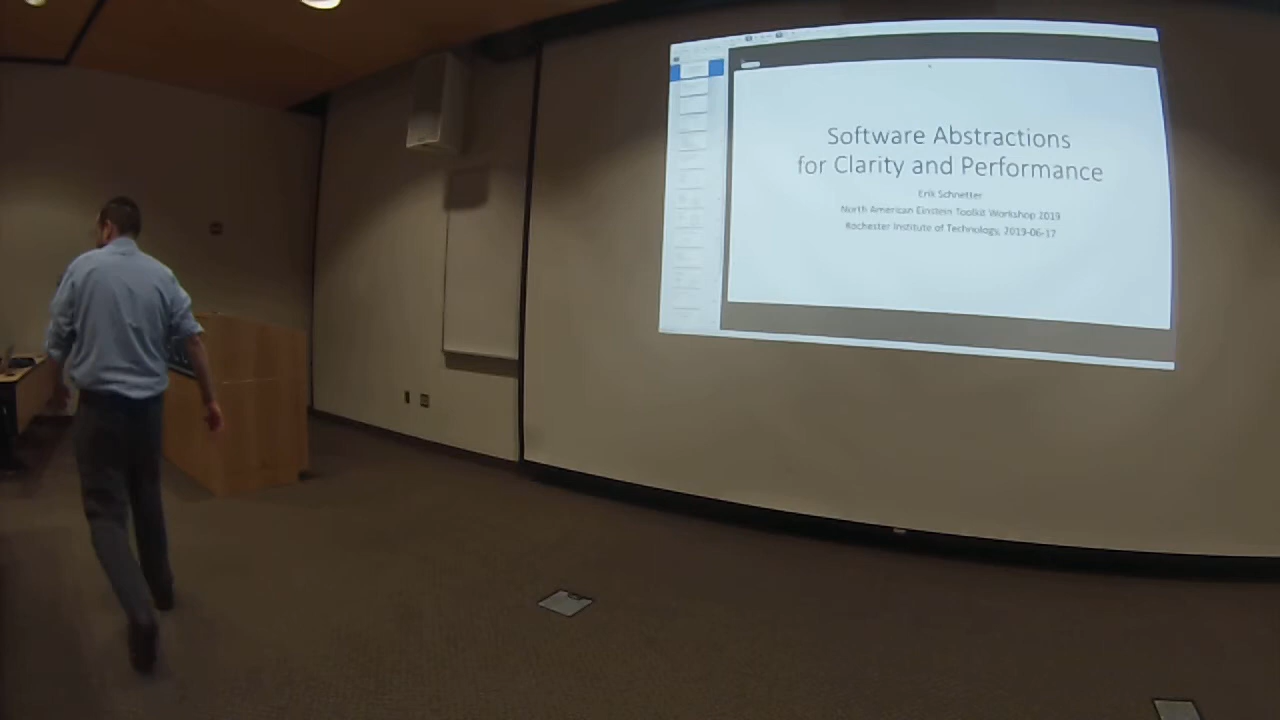 Software Abstractions
for Clarity and Performance
Erik Schnetter
North American Einstein Toolkit Workshop 2019
Rochester Institute of Technology, 2019-06-17